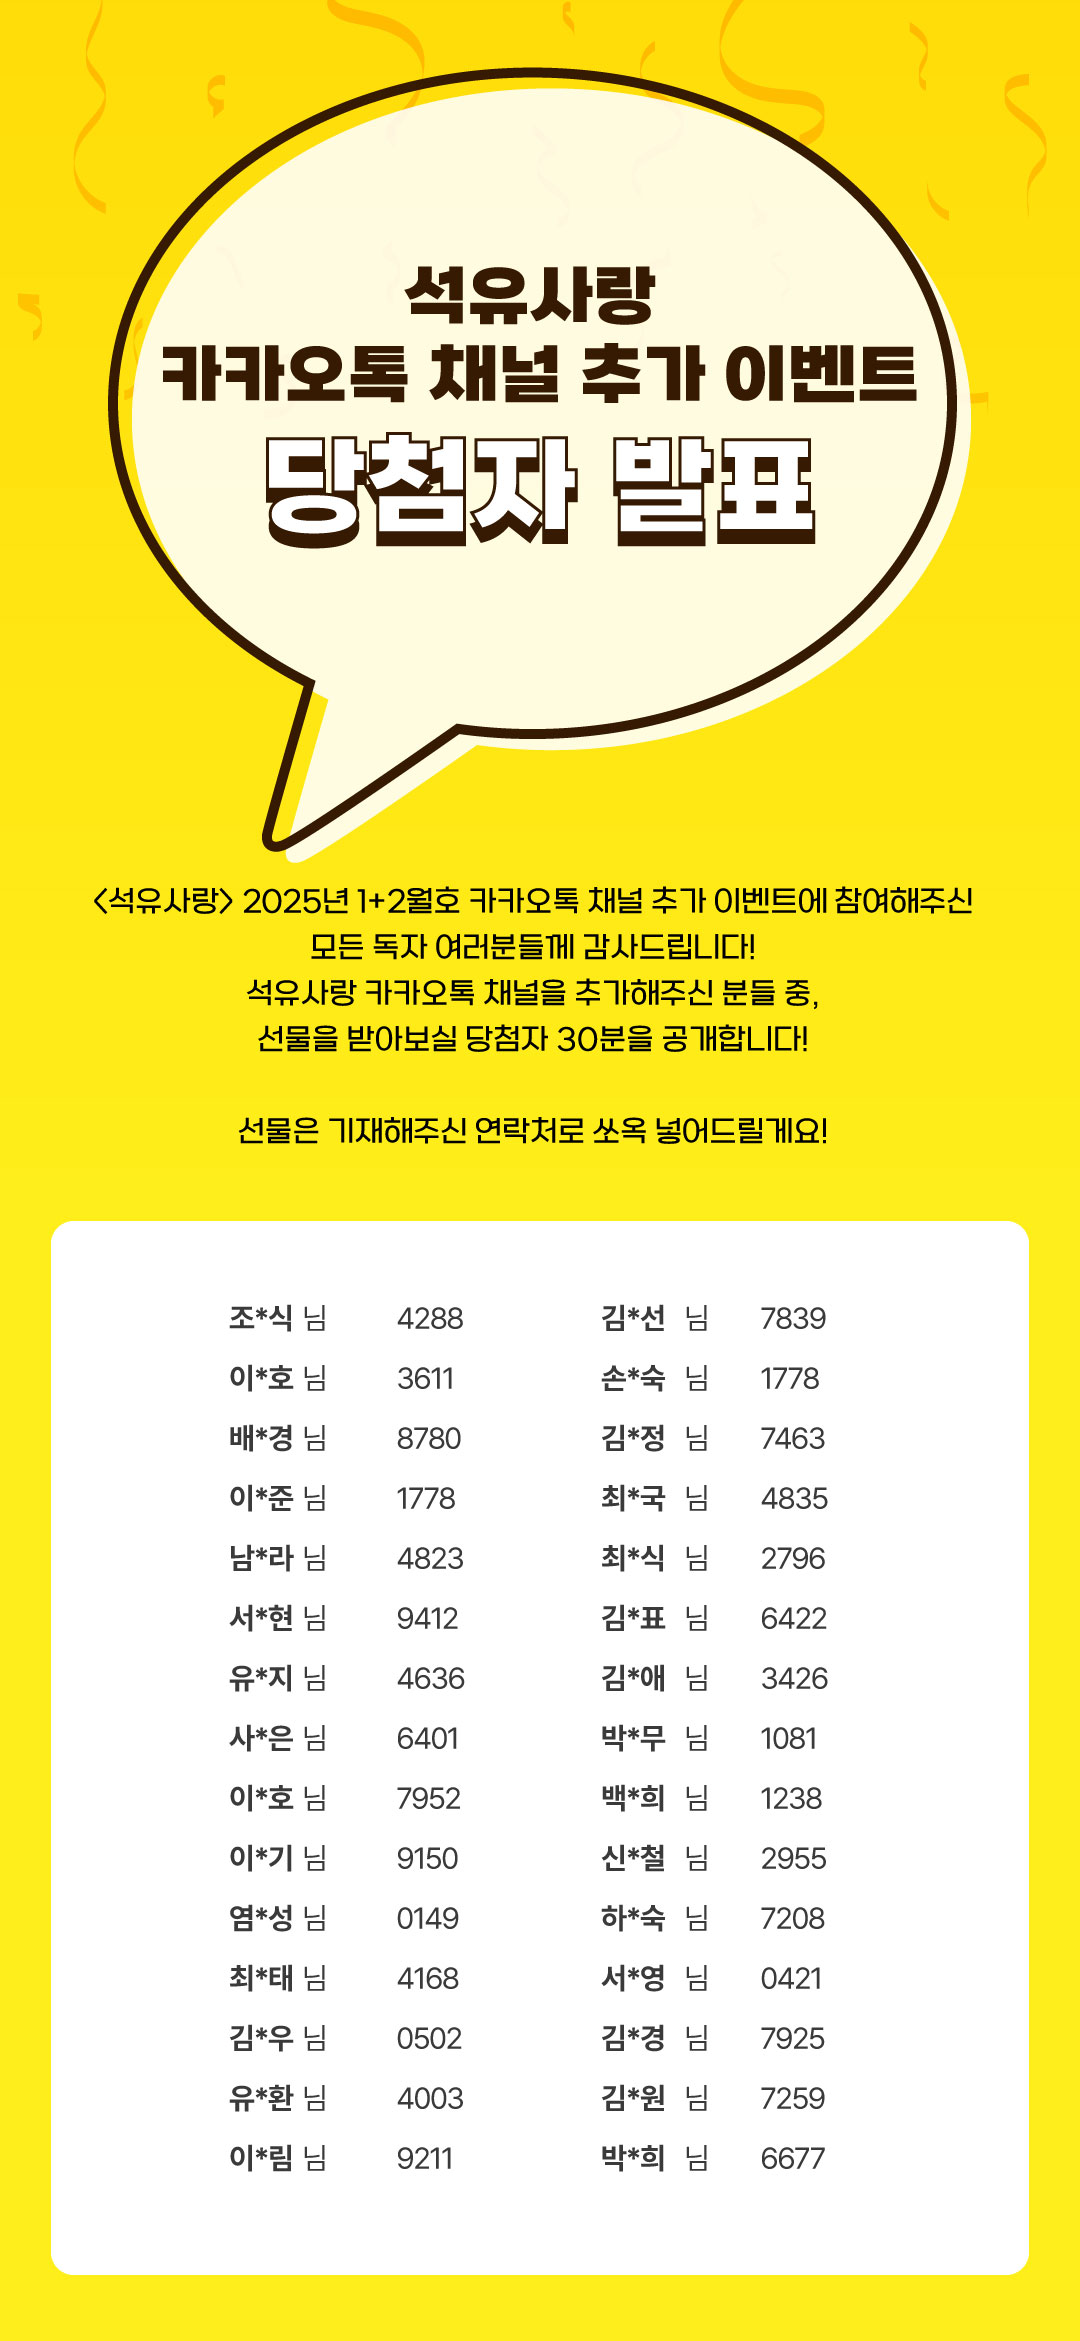 석유사랑
카카오톡 채널 추가 이벤트
당첨자 발표
<석유사랑> 2025년 1+2월호 카카오톡 채널 추가 이벤트에 참여해주신
모든 독자 여러분들께 감사드립니다!
석유사랑 카카오톡 채널을 추가해주신 분들 중,
선물을 받아보실 당첨자 30분을 공개합니다!
선물은 기재해주신 연락처로 쏘옥 넣어드릴게요!
조*식 님 4288 김*선 님 7839
이*호 님 3611 손*숙 님 1778
배*경 님 8780 김*정 님 7463
이*준 님 1778 최*국 님 4835
남*라 님 4823 최*식 님 2796
서*현 님 9412 김*표 님 6422
유*지 님 4636 김*애 님 3426
사*은 님 6401 박*무 님 1081
이*호 님 7952 백*희 님 1238
이*기 님 9150 신*철 님 2955
염*성 님 0149 하*숙 님 7208
최*태 님 4168 서*영 님 0421
김*우 님 0502 김*경 님 7925
유*환 님 4003 김*원 님 7259
이*림 님 9211 박*희 님 6677